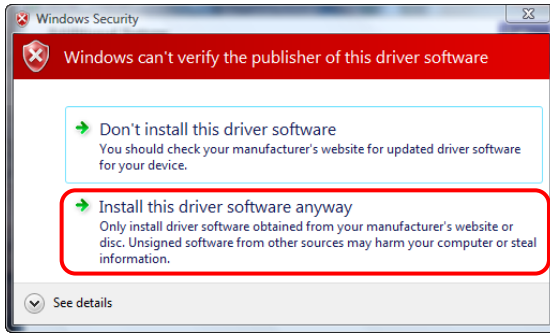 Windows Security
Windows can't verify the publisher of this driver software
Don't install this driver software
You should check your manufacturer's website for updated driver software
for your device.
Install this driver software anyway
Only install driver software obtained from your manufacturer's website or
disc. Unsigned software from other sources may harm your computer or steal
information.
See details